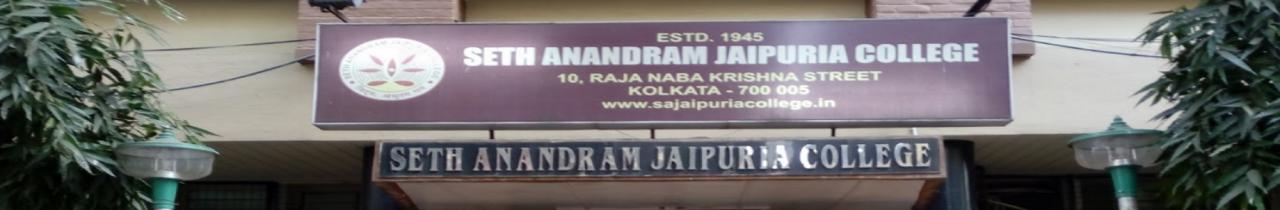 ESTD. 1945
SETH ANANDRAM JAIPURIA COLLEGE
10, RAJA NABA KRISHNA STREET
KOLKATA - 700 005
www.sajaipuriacollege.in
SETH ANANDRAM JAIPURIA COLLEGE